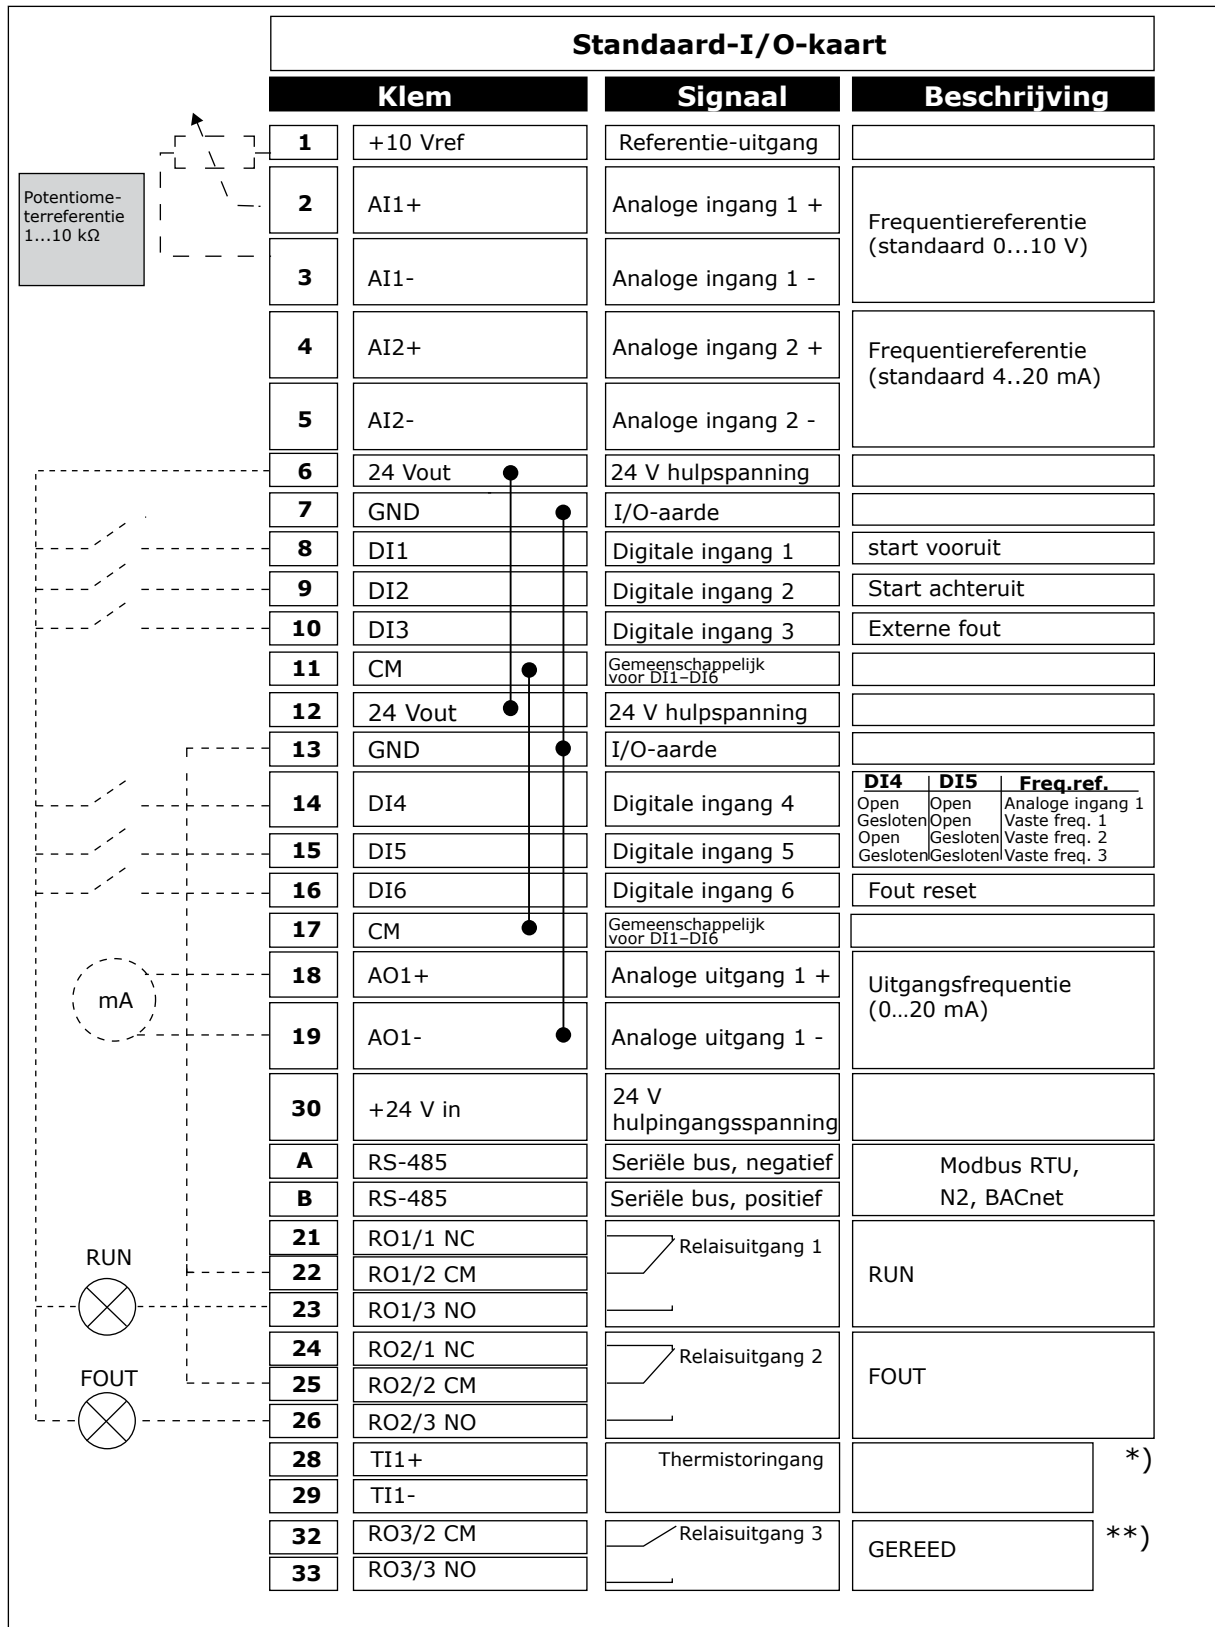 Standaard-I/O-kaart
Klem Signaal Beschrijving
1 +10 Vref Referentie-uitgang
Potentiome-
terreferentie
1...10 kΩ
2 AI1+ Analoge ingang 1 +
Frequentiereferentie
(standaard 0...10 V)
3 AI1- Analoge ingang 1 -
4 AI2+ Analoge ingang 2 +
Frequentiereferentie
(standaard 4..20 mA)
5 AI2- Analoge ingang 2 -
6 24 Vout 24 V hulpspanning
7 GND I/O-aarde
8 DI1 Digitale ingang 1 start vooruit
9 DI2 Digitale ingang 2 Start achteruit
10 DI3 Digitale ingang 3 Externe fout
11 CM Gemeenschappelijk
voor DI1–DI6
12 24 Vout 24 V hulpspanning
13 GND I/O-aarde
14 DI4 Digitale ingang 4
DI4 DI5 Freq.ref.
Open Open Analoge ingang 1
Gesloten Open Vaste freq. 1
Open Gesloten Vaste freq. 2
Gesloten Gesloten Vaste freq. 3
15 DI5 Digitale ingang 5
16 DI6 Digitale ingang 6 Fout reset
17 CM Gemeenschappelijk
voor DI1–DI6
18 AO1+ Analoge uitgang 1 +
Uitgangsfrequentie
(0...20 mA)
mA
19 AO1- Analoge uitgang 1 -
30 +24 V in 24 V
hulpingangsspanning
A RS-485 Seriële bus, negatief
Modbus RTU,
N2, BACnet
B RS-485 Seriële bus, positief
21 RO1/1 NC Relaisuitgang 1
RUN
22 RO1/2 CM RUN
23 RO1/3 NO
24 RO2/1 NC Relaisuitgang 2
FOUT
25 RO2/2 CM FOUT
26 RO2/3 NO
28 TI1+ Thermistoringang *)
29 TI1-
32 RO3/2 CM Relaisuitgang 3 GEREED **)
33 RO3/3 NO